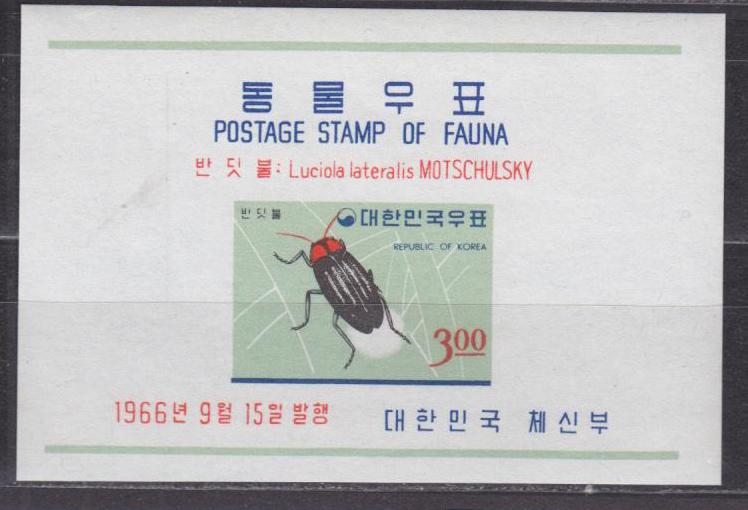 동물우표
POSTAGE STAMP OF FAUNA
반딧불: Luciola lateralis MOTSCHULSKY
반딧불
대한민국우표
REPUBLIC OF KOREA
3.00
1966년 9월 15일 발행
대한민국 체신부